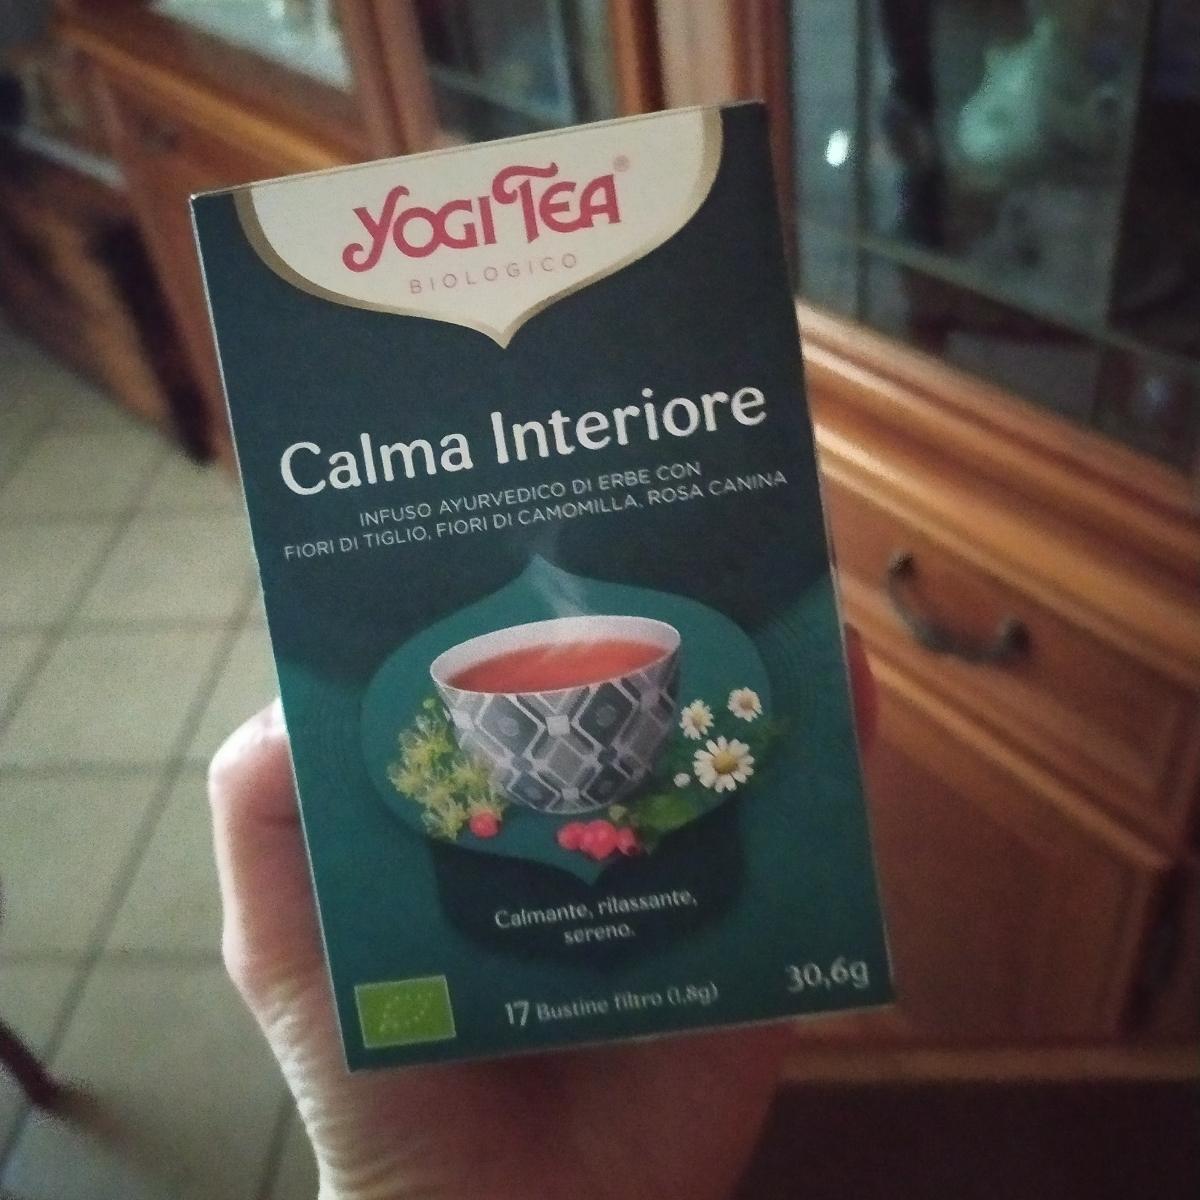 YOGI TEA®
BIOLOGICO
Calma Interiore
INFUSO AYURVEDICO DI ERBE CON
FIORI DI TIGLIO, FIORI DI CAMOMILLA, ROSA CANINA
Calmante, rilassante,
sereno.
17 Bustine filtro (1,8g)
30,6g